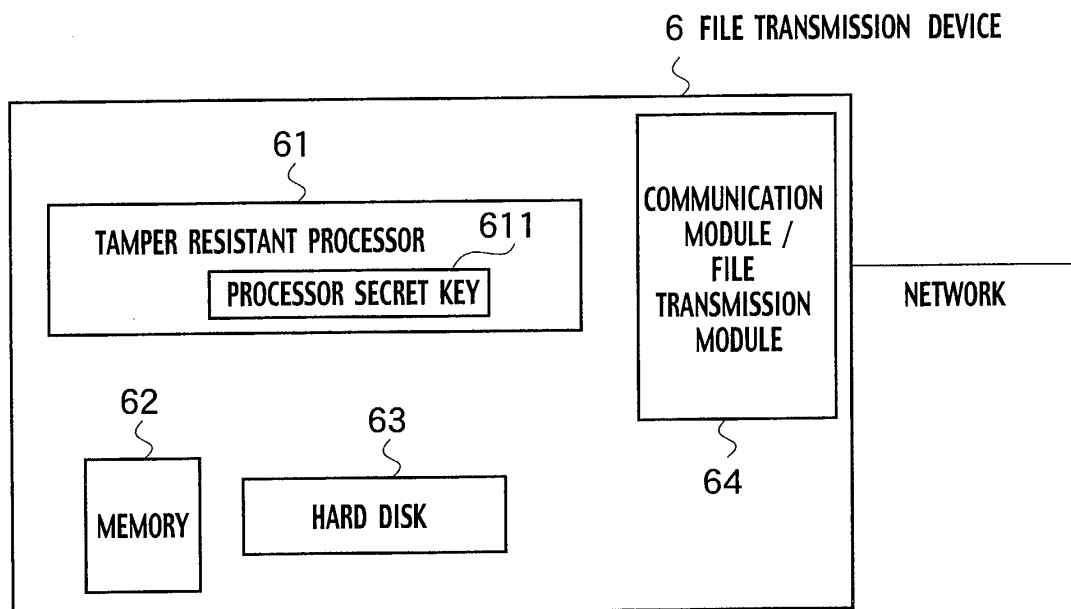 6 FILE TRANSMISSION DEVICE
61
TAMPER RESISTANT PROCESSOR
611
PROCESSOR SECRET KEY
COMMUNICATION
MODULE /
FILE
TRANSMISSION
MODULE
NETWORK
62
MEMORY
63
HARD DISK
64